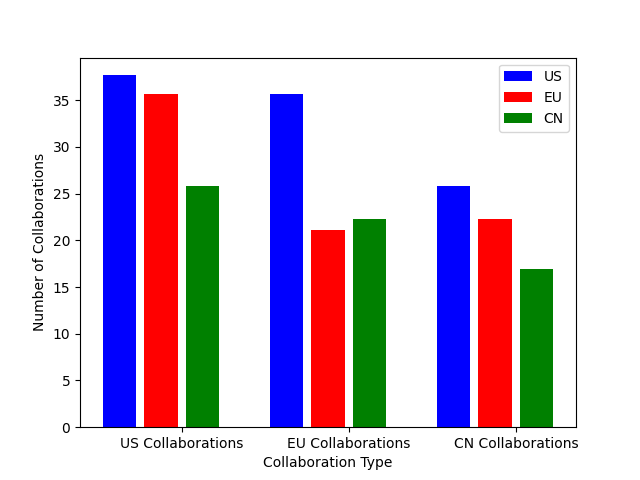 US
EU
CN
Number of Collaborations
35
30
25
20
15
10
5
0
US Collaborations
EU Collaborations
CN Collaborations
Collaboration Type